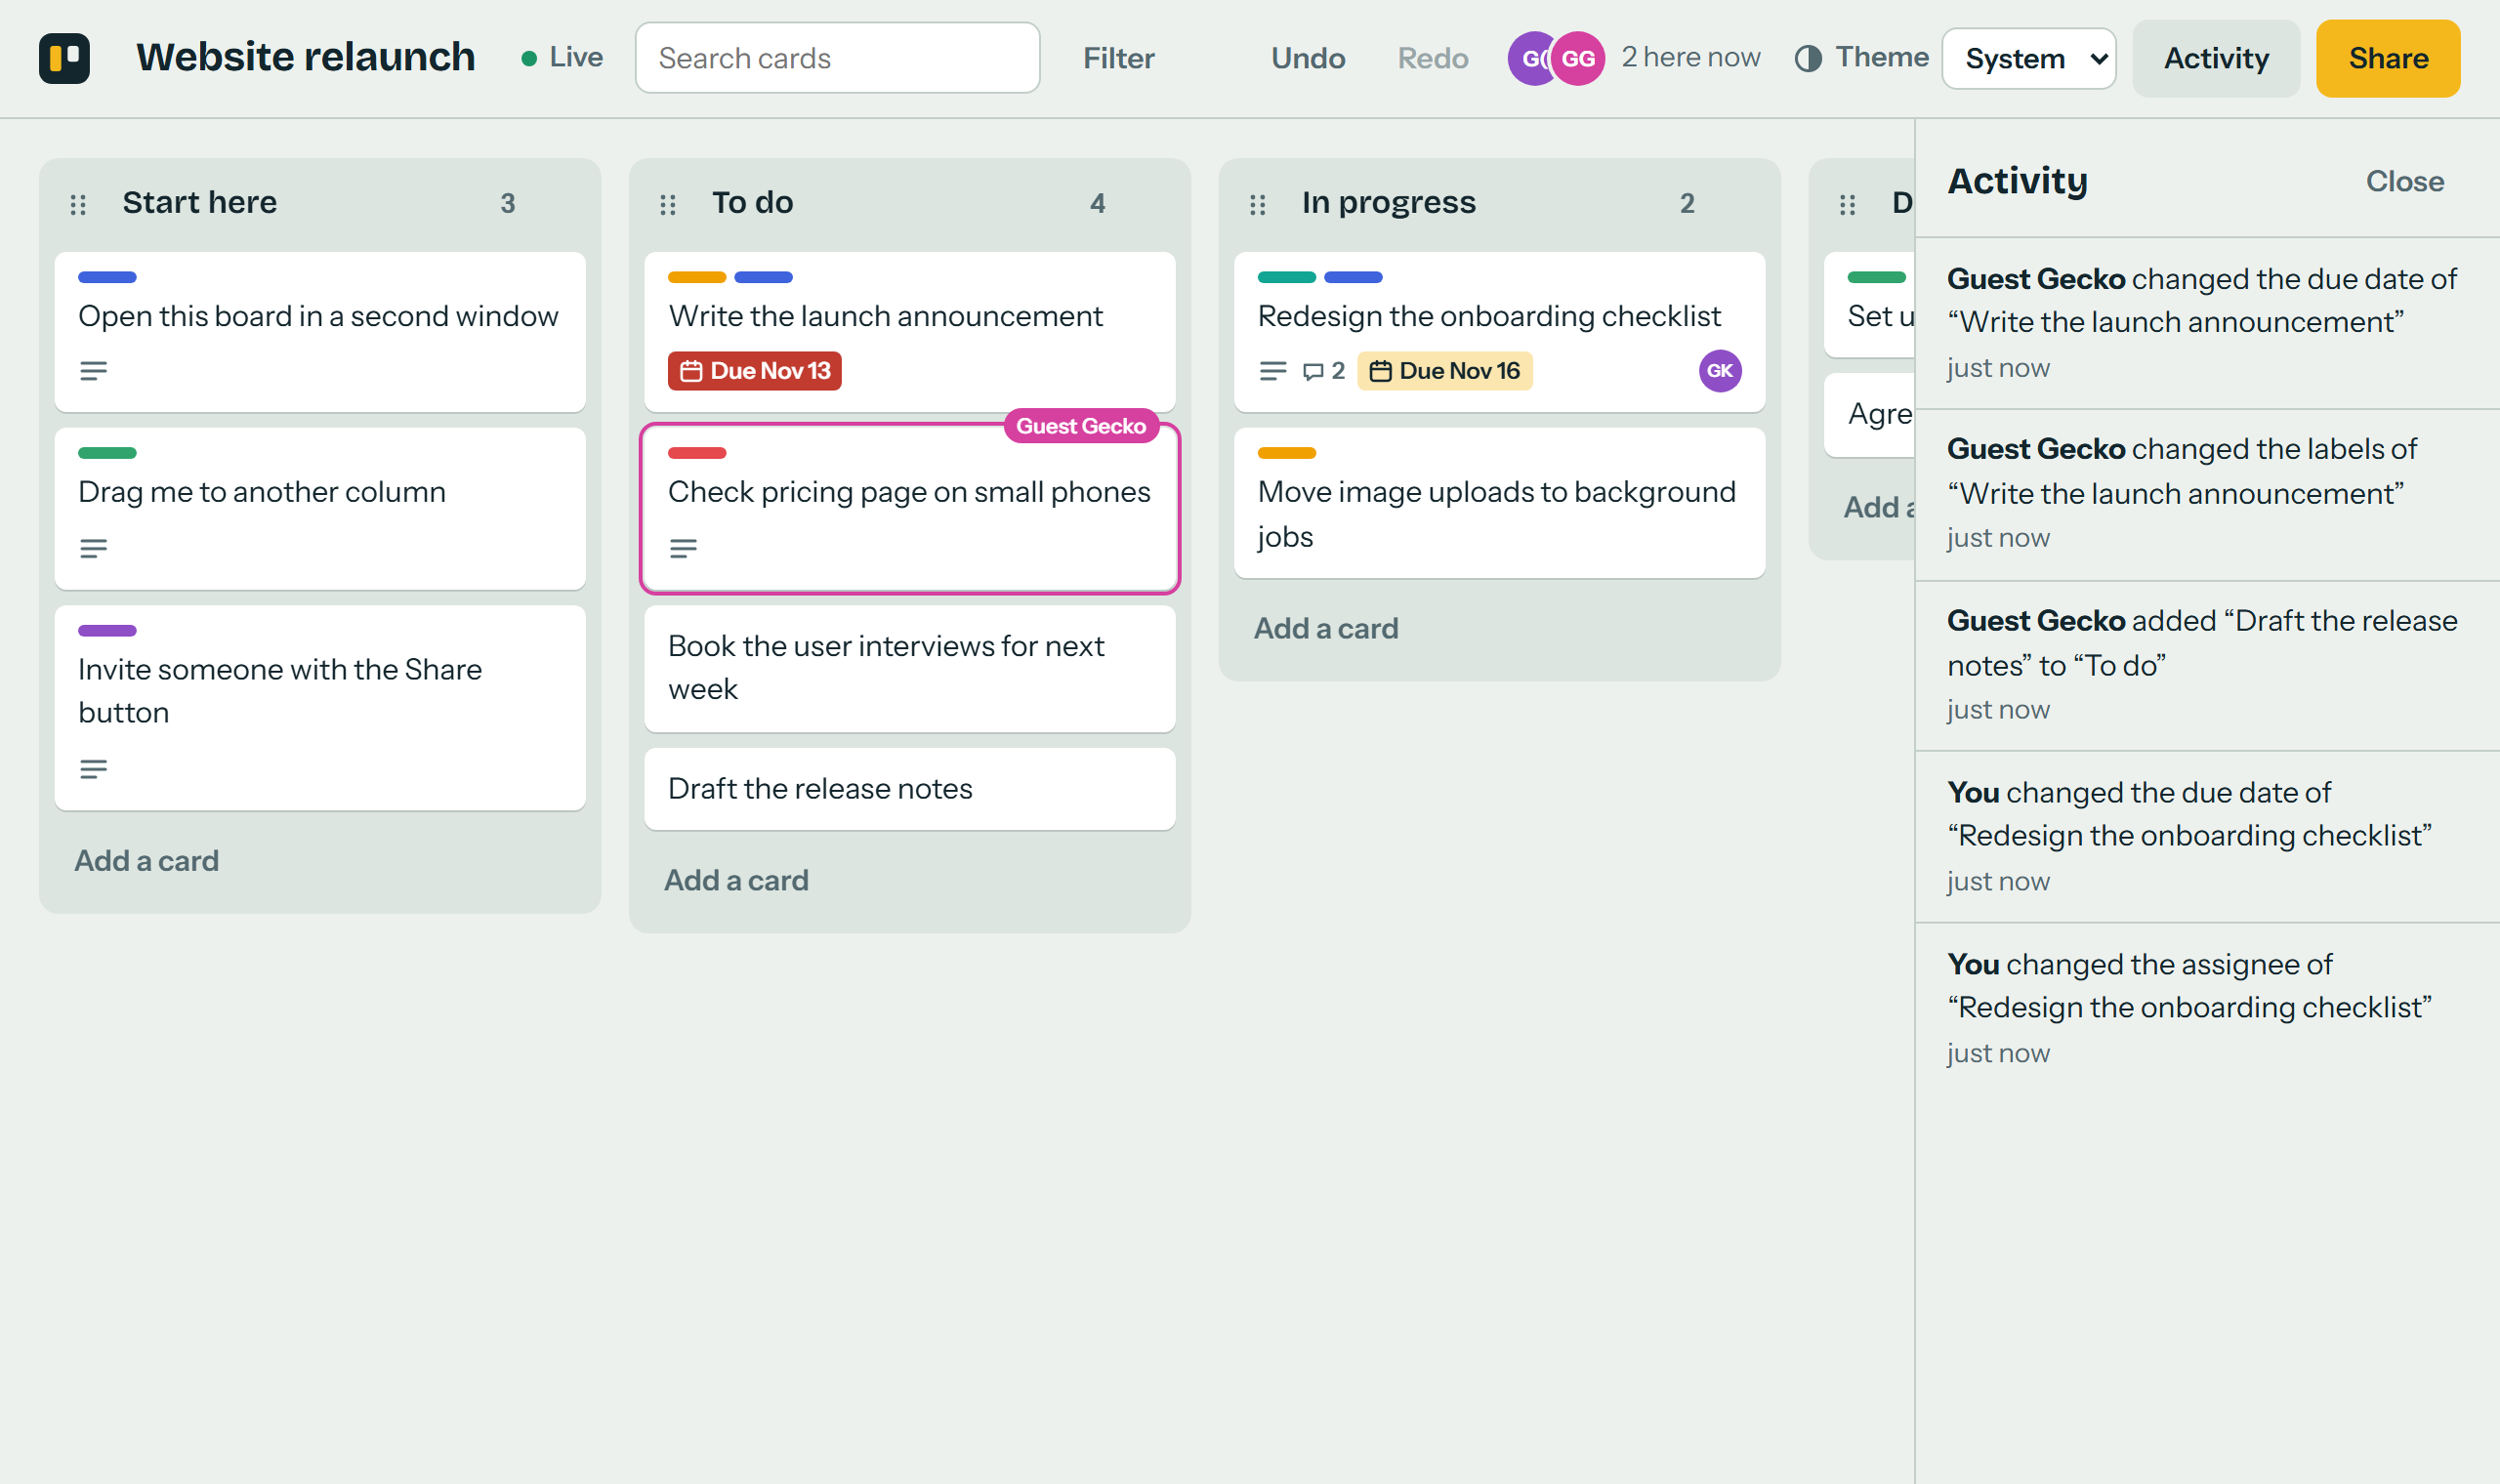 Website relaunch
Live
Search cards
Filter
Undo
Redo
GG
2 here now
Theme
System
Activity
Share
Start here
3
Open this board in a second window
Drag me to another column
Invite someone with the Share
button
Add a card
To do
4
Write the launch announcement
Due Nov 13
Guest Gecko
Check pricing page on small phones
Book the user interviews for next
week
Draft the release notes
Add a card
In progress
2
Redesign the onboarding checklist
2
Due Nov 16
GK
Move image uploads to background
jobs
Add a card
D
Set u
Agre
Add
Activity
Close
Guest Gecko changed the due date of
“Write the launch announcement”
just now
Guest Gecko changed the labels of
“Write the launch announcement”
just now
Guest Gecko added “Draft the release
notes” to “To do”
just now
You changed the due date of
“Redesign the onboarding checklist”
just now
You changed the assignee of
“Redesign the onboarding checklist”
just now